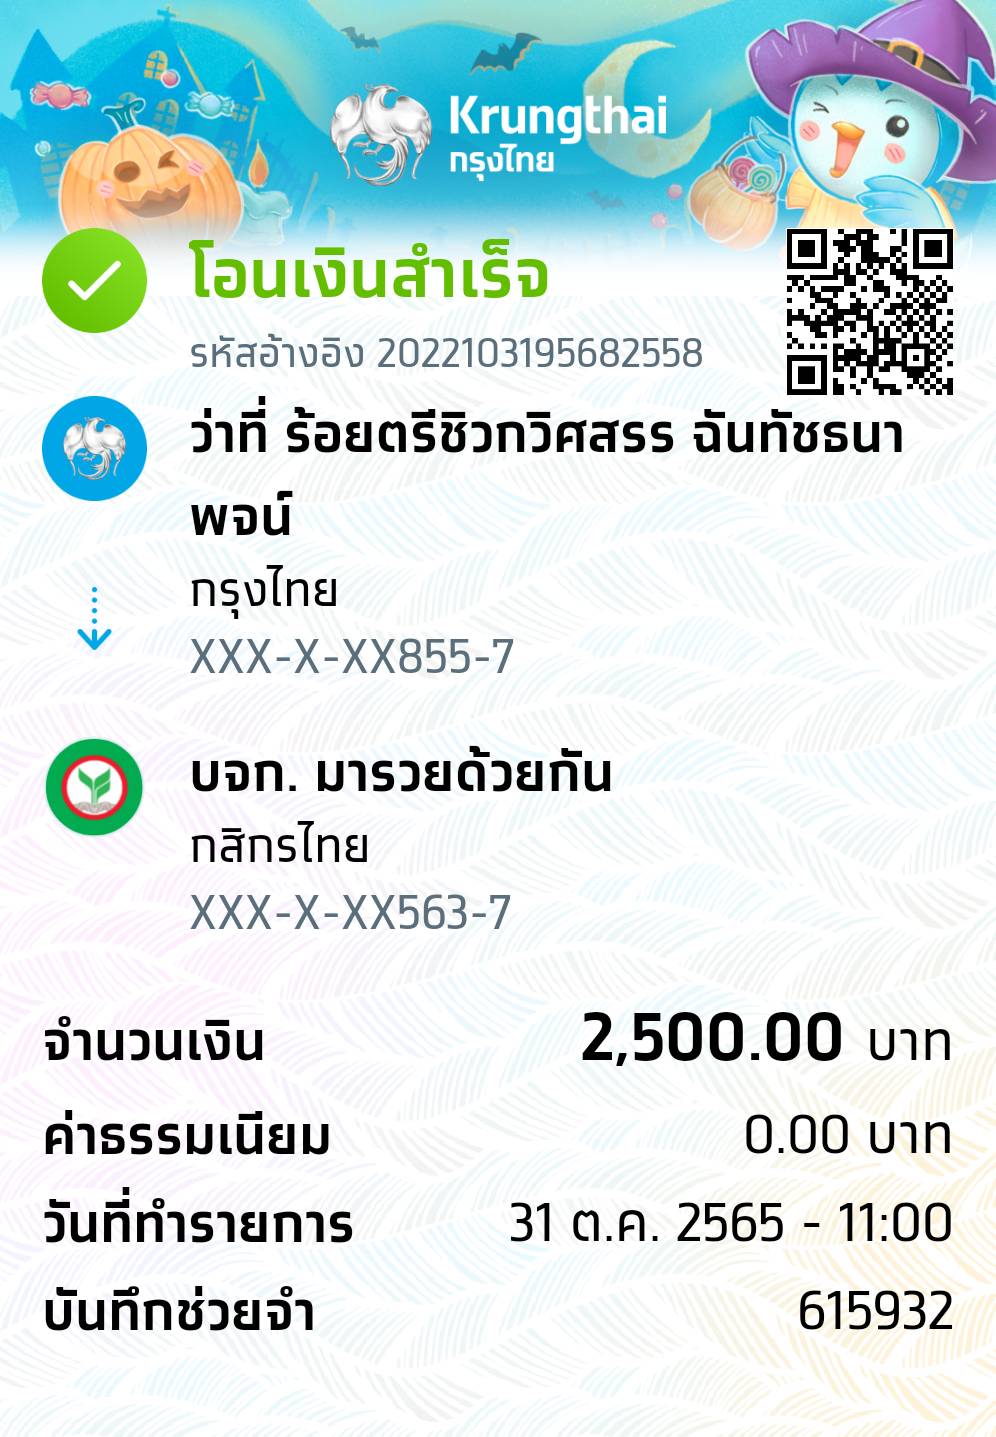 Krungthai
กรุงไทย
โอนเงินสำเร็จ
รหัสอ้างอิง 2022103195682558
ว่าที่ ร้อยตรีชิวกวิศสรร ฉันทัชธนา
พจน์
กรุงไทย
XXX-X-XX855-7
บจก. มารวยด้วยกัน
กสิกรไทย
XXX-X-XX563-7
จำนวนเงิน 2,500.00 บาท
ค่าธรรมเนียม 0.00 บาท
วันที่ทำรายการ 31 ต.ค. 2565 - 11:00
บันทึกช่วยจำ 615932